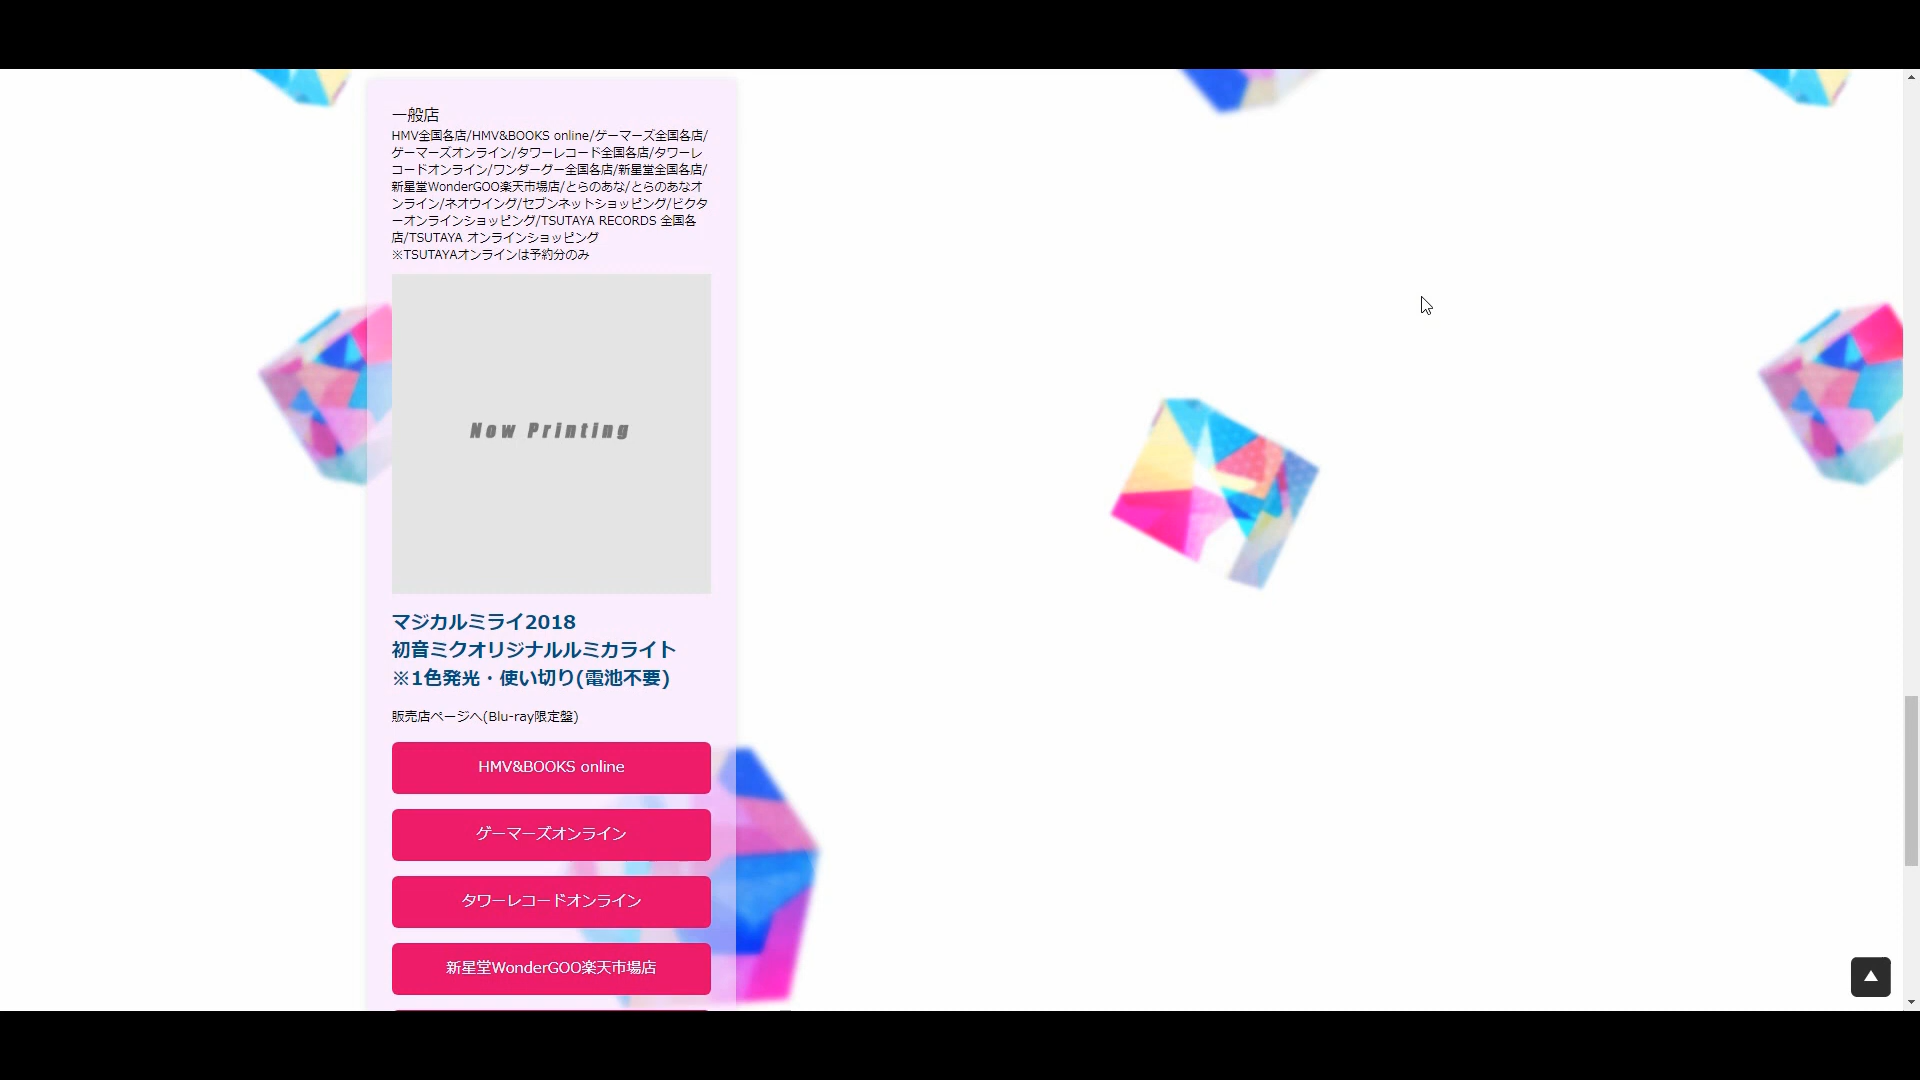 一般店
HMV全国各店/HMV&BOOKS online/ゲーマーズ全国各店/
ゲーマーズオンライン/タワーレコード全国各店/タワーレ
コードオンライン/ワンダーグー全国各店/新星堂全国各店/
新星堂WonderGOO楽天市場店/とらのあな/とらのあなオ
ンライン/ネオウイング/セブンネットショッピング/ビクタ
ーオンラインショッピング/TSUTAYA RECORDS 全国各
店/TSUTAYA オンラインショッピング
※TSUTAYAオンラインは予約分のみ
Now Printing
マジカルミライ2018
初音ミクオリジナルルミカライト
※1色発光・使い切り(電池不要)
販売店ページへ(Blu-ray限定盤)
HMV&BOOKS online
ゲーマーズオンライン
タワーレコードオンライン
新星堂WonderGOO楽天市場店